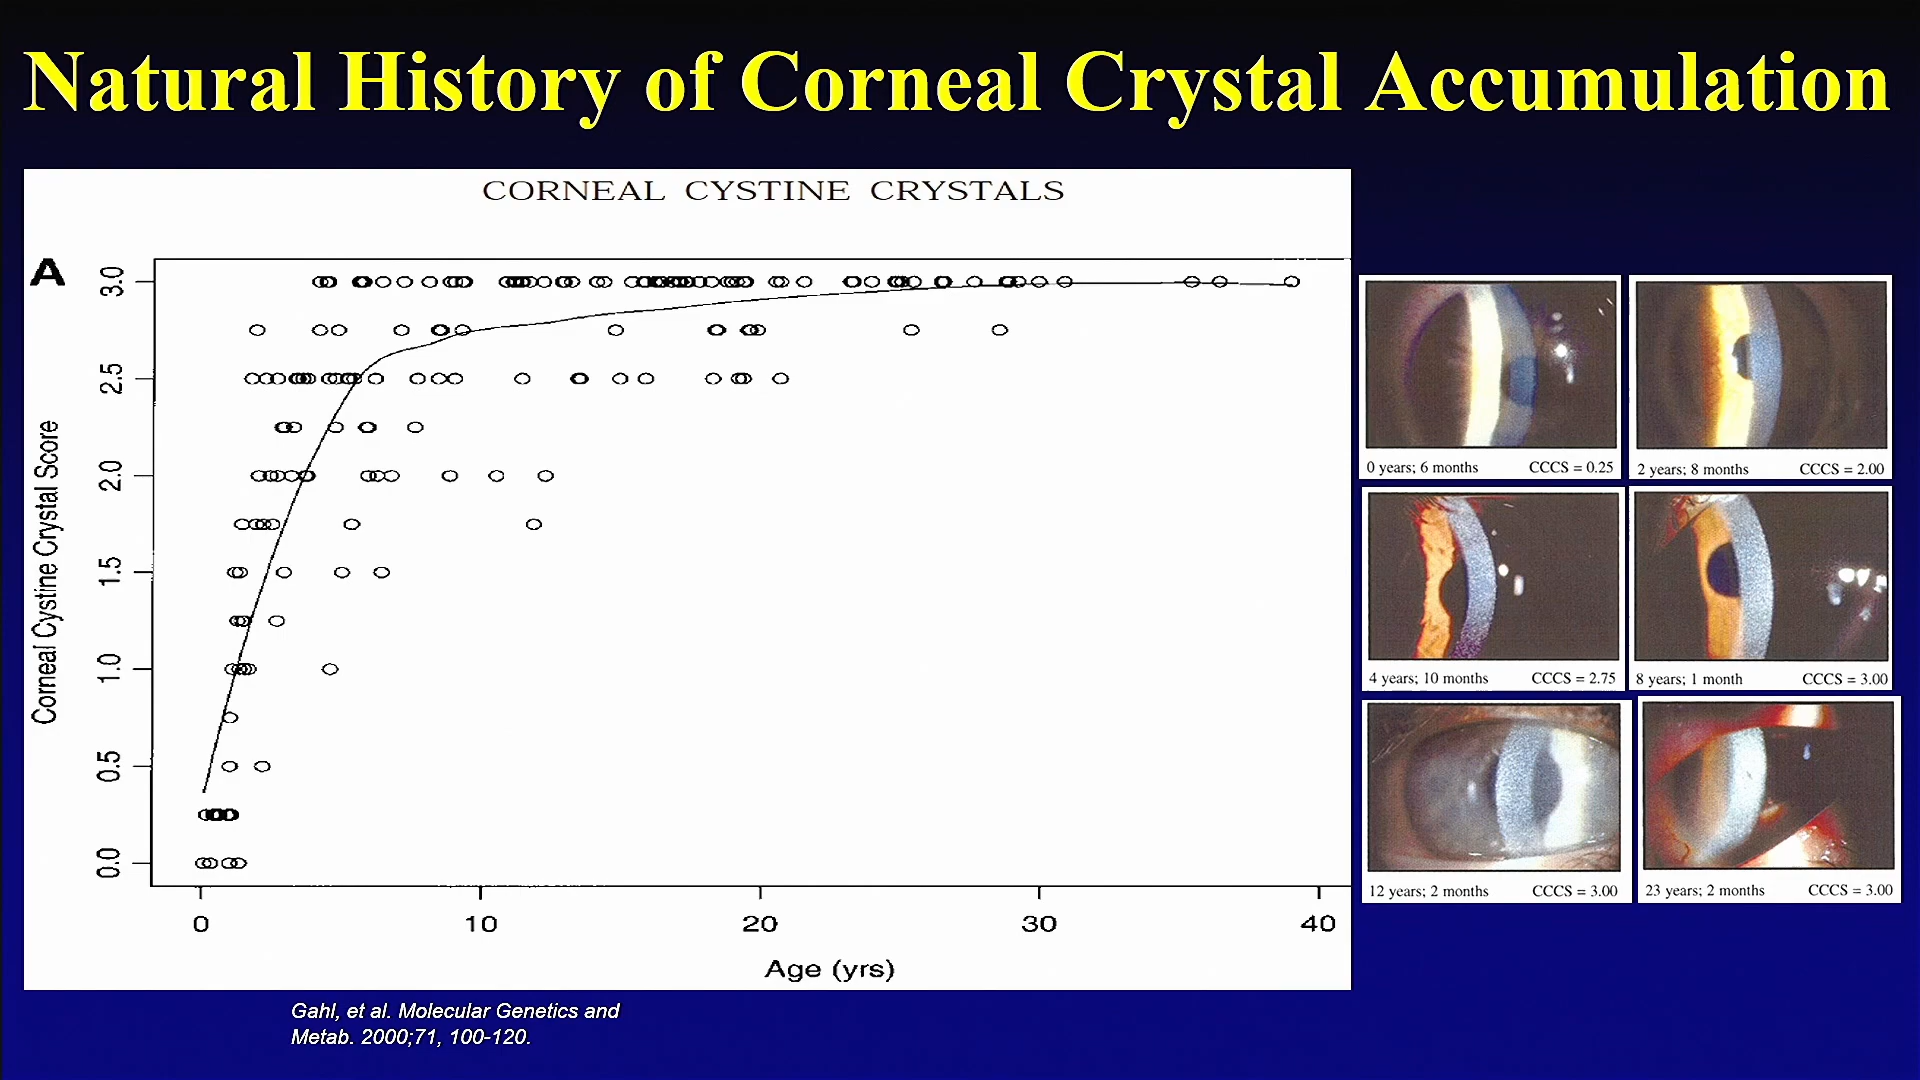 Natural History of Corneal Crystal Accumulation
CORNEAL CYSTINE CRYSTALS
A
Corneal Cystine Crystal Score
3.0
2.5
2.0
1.5
1.0
0.5
0.0
0 10 20 30 40
Age (yrs)
0 years; 6 months CCCS = 0.25
2 years; 8 months CCCS = 2.00
4 years; 10 months CCCS = 2.75
8 years; 1 month CCCS = 3.00
12 years; 2 months CCCS = 3.00
23 years; 2 months CCCS = 3.00
Gahl, et al. Molecular Genetics and
Metab. 2000;71, 100-120.